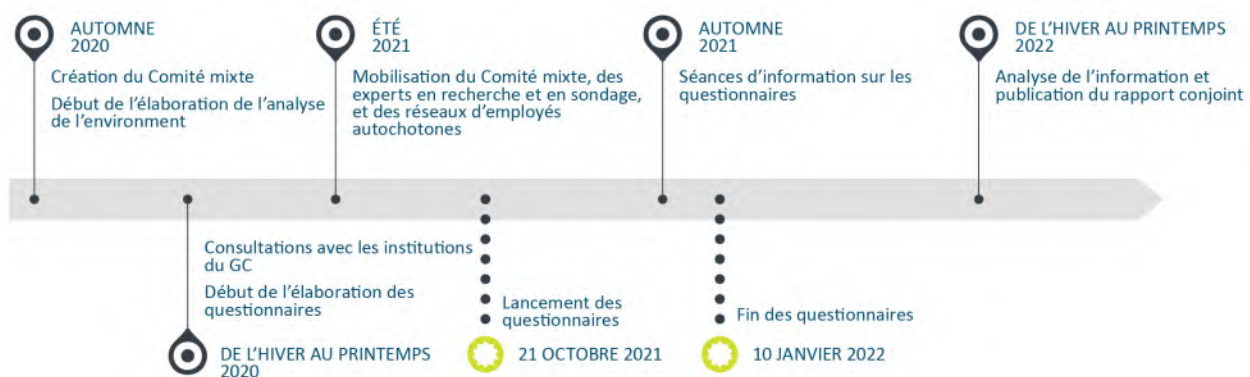 AUTOMNE
2020
Création du Comité mixte
Début de l'élaboration de l'analyse
de l'environment
ÉTÉ
2021
Mobilisation du Comité mixte, des
experts en recherche et en sondage,
et des réseaux d'employés
autochotones
AUTOMNE
2021
Séances d'information sur les
questionnaires
DE L'HIVER AU PRINTEMPS
2022
Analyse de l'information et
publication du rapport conjoint
Consultations avec les institutions
du GC
Début de l'élaboration des
questionnaires
DE L'HIVER AU PRINTEMPS
2020
Lancement des
questionnaires
21 OCTOBRE 2021
Fin des questionnaires
10 JANVIER 2022